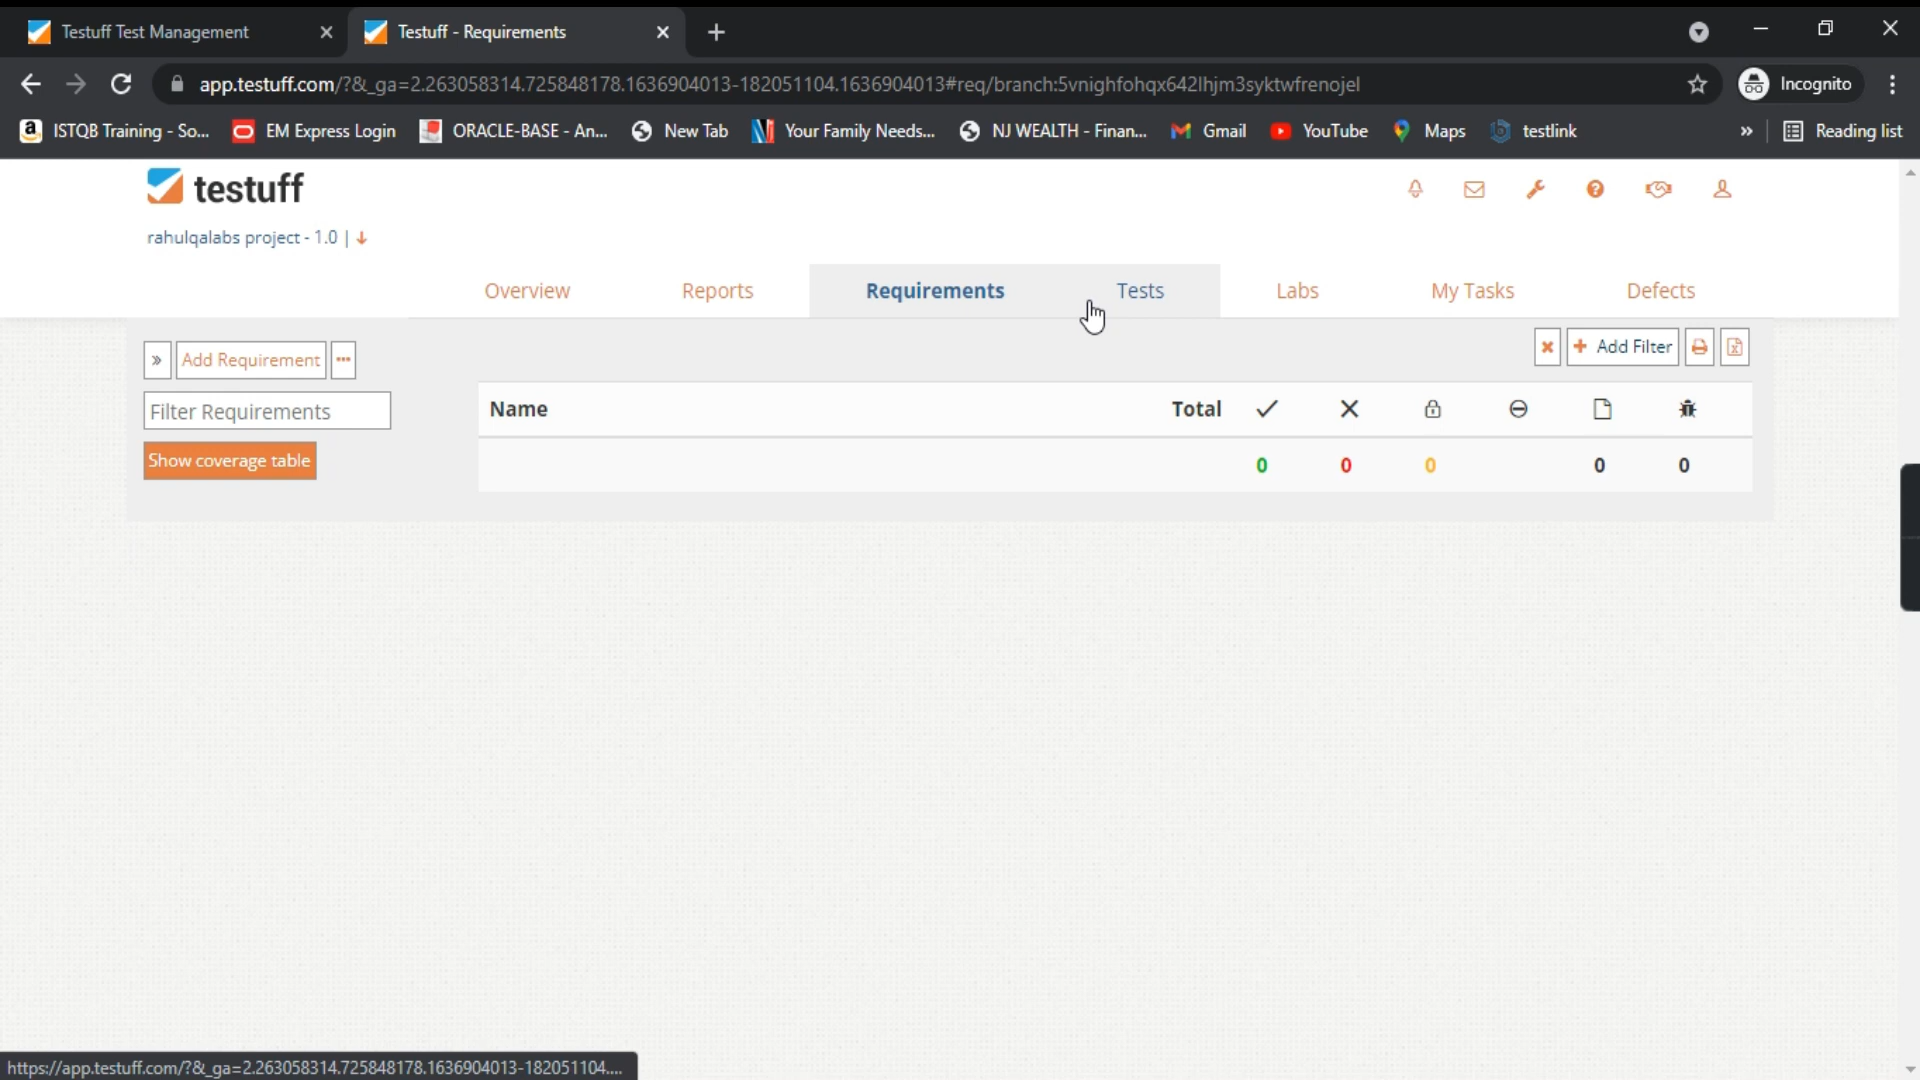 Testuff Test Management
Testuff - Requirements
app.testuff.com/?&_ga=2.263058314.725848178.1636904013-182051104.1636904013#req/branch:5vnighfohqx642lhjm3syktwfrenojel
Incognito
ISTQB Training - So...
EM Express Login
ORACLE-BASE - An...
New Tab
Your Family Needs...
NJ WEALTH - Finan...
Gmail
YouTube
Maps
testlink
»
Reading list
testuff
rahulqalabs project - 1.0 |
Overview
Reports
Requirements
Tests
Labs
My Tasks
Defects
» Add Requirement ...
Add Filter
Filter Requirements
Show coverage table
Name Total
0 0 0 0 0
https://app.testuff.com/?&_ga=2.263058314.725848178.1636904013-182051104....